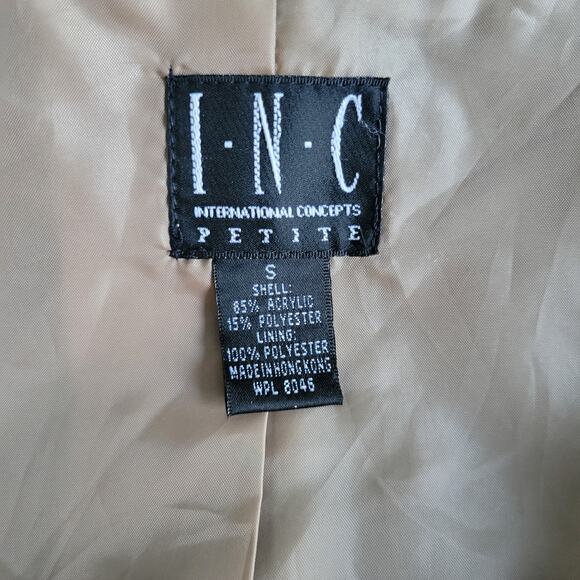 I·N·C
INTERNATIONAL CONCEPTS
PETITE
S
SHELL:
85% ACRYLIC
15% POLYESTER
LINING:
100% POLYESTER
MADE IN HONG KONG
WPL 8046